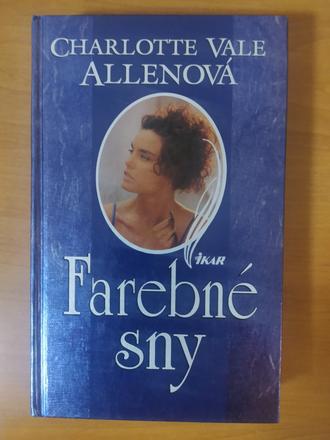 CHARLOTTE VALE
ALLENOVÁ
IKAR
Farebné
sny